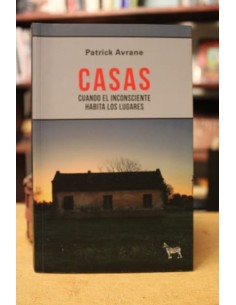 Patrick Avrane
CASAS
CUANDO EL INCONSCIENTE
HABITA LOS LUGARES